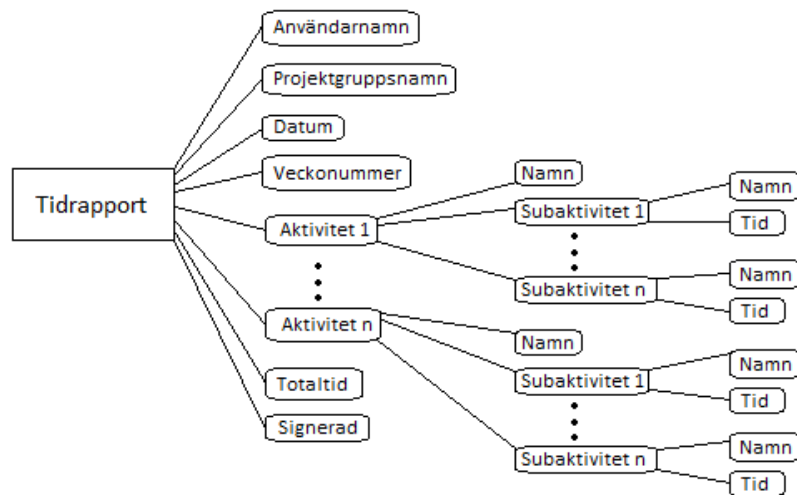 Användarnamn
Projektgruppsnamn
Datum
Veckonummer
Tidrapport
Aktivitet 1
Namn
Subaktivitet 1
Namn
Tid
Subaktivitet n
Namn
Tid
Aktivitet n
Namn
Subaktivitet 1
Namn
Tid
Subaktivitet n
Namn
Tid
Totaltid
Signerad